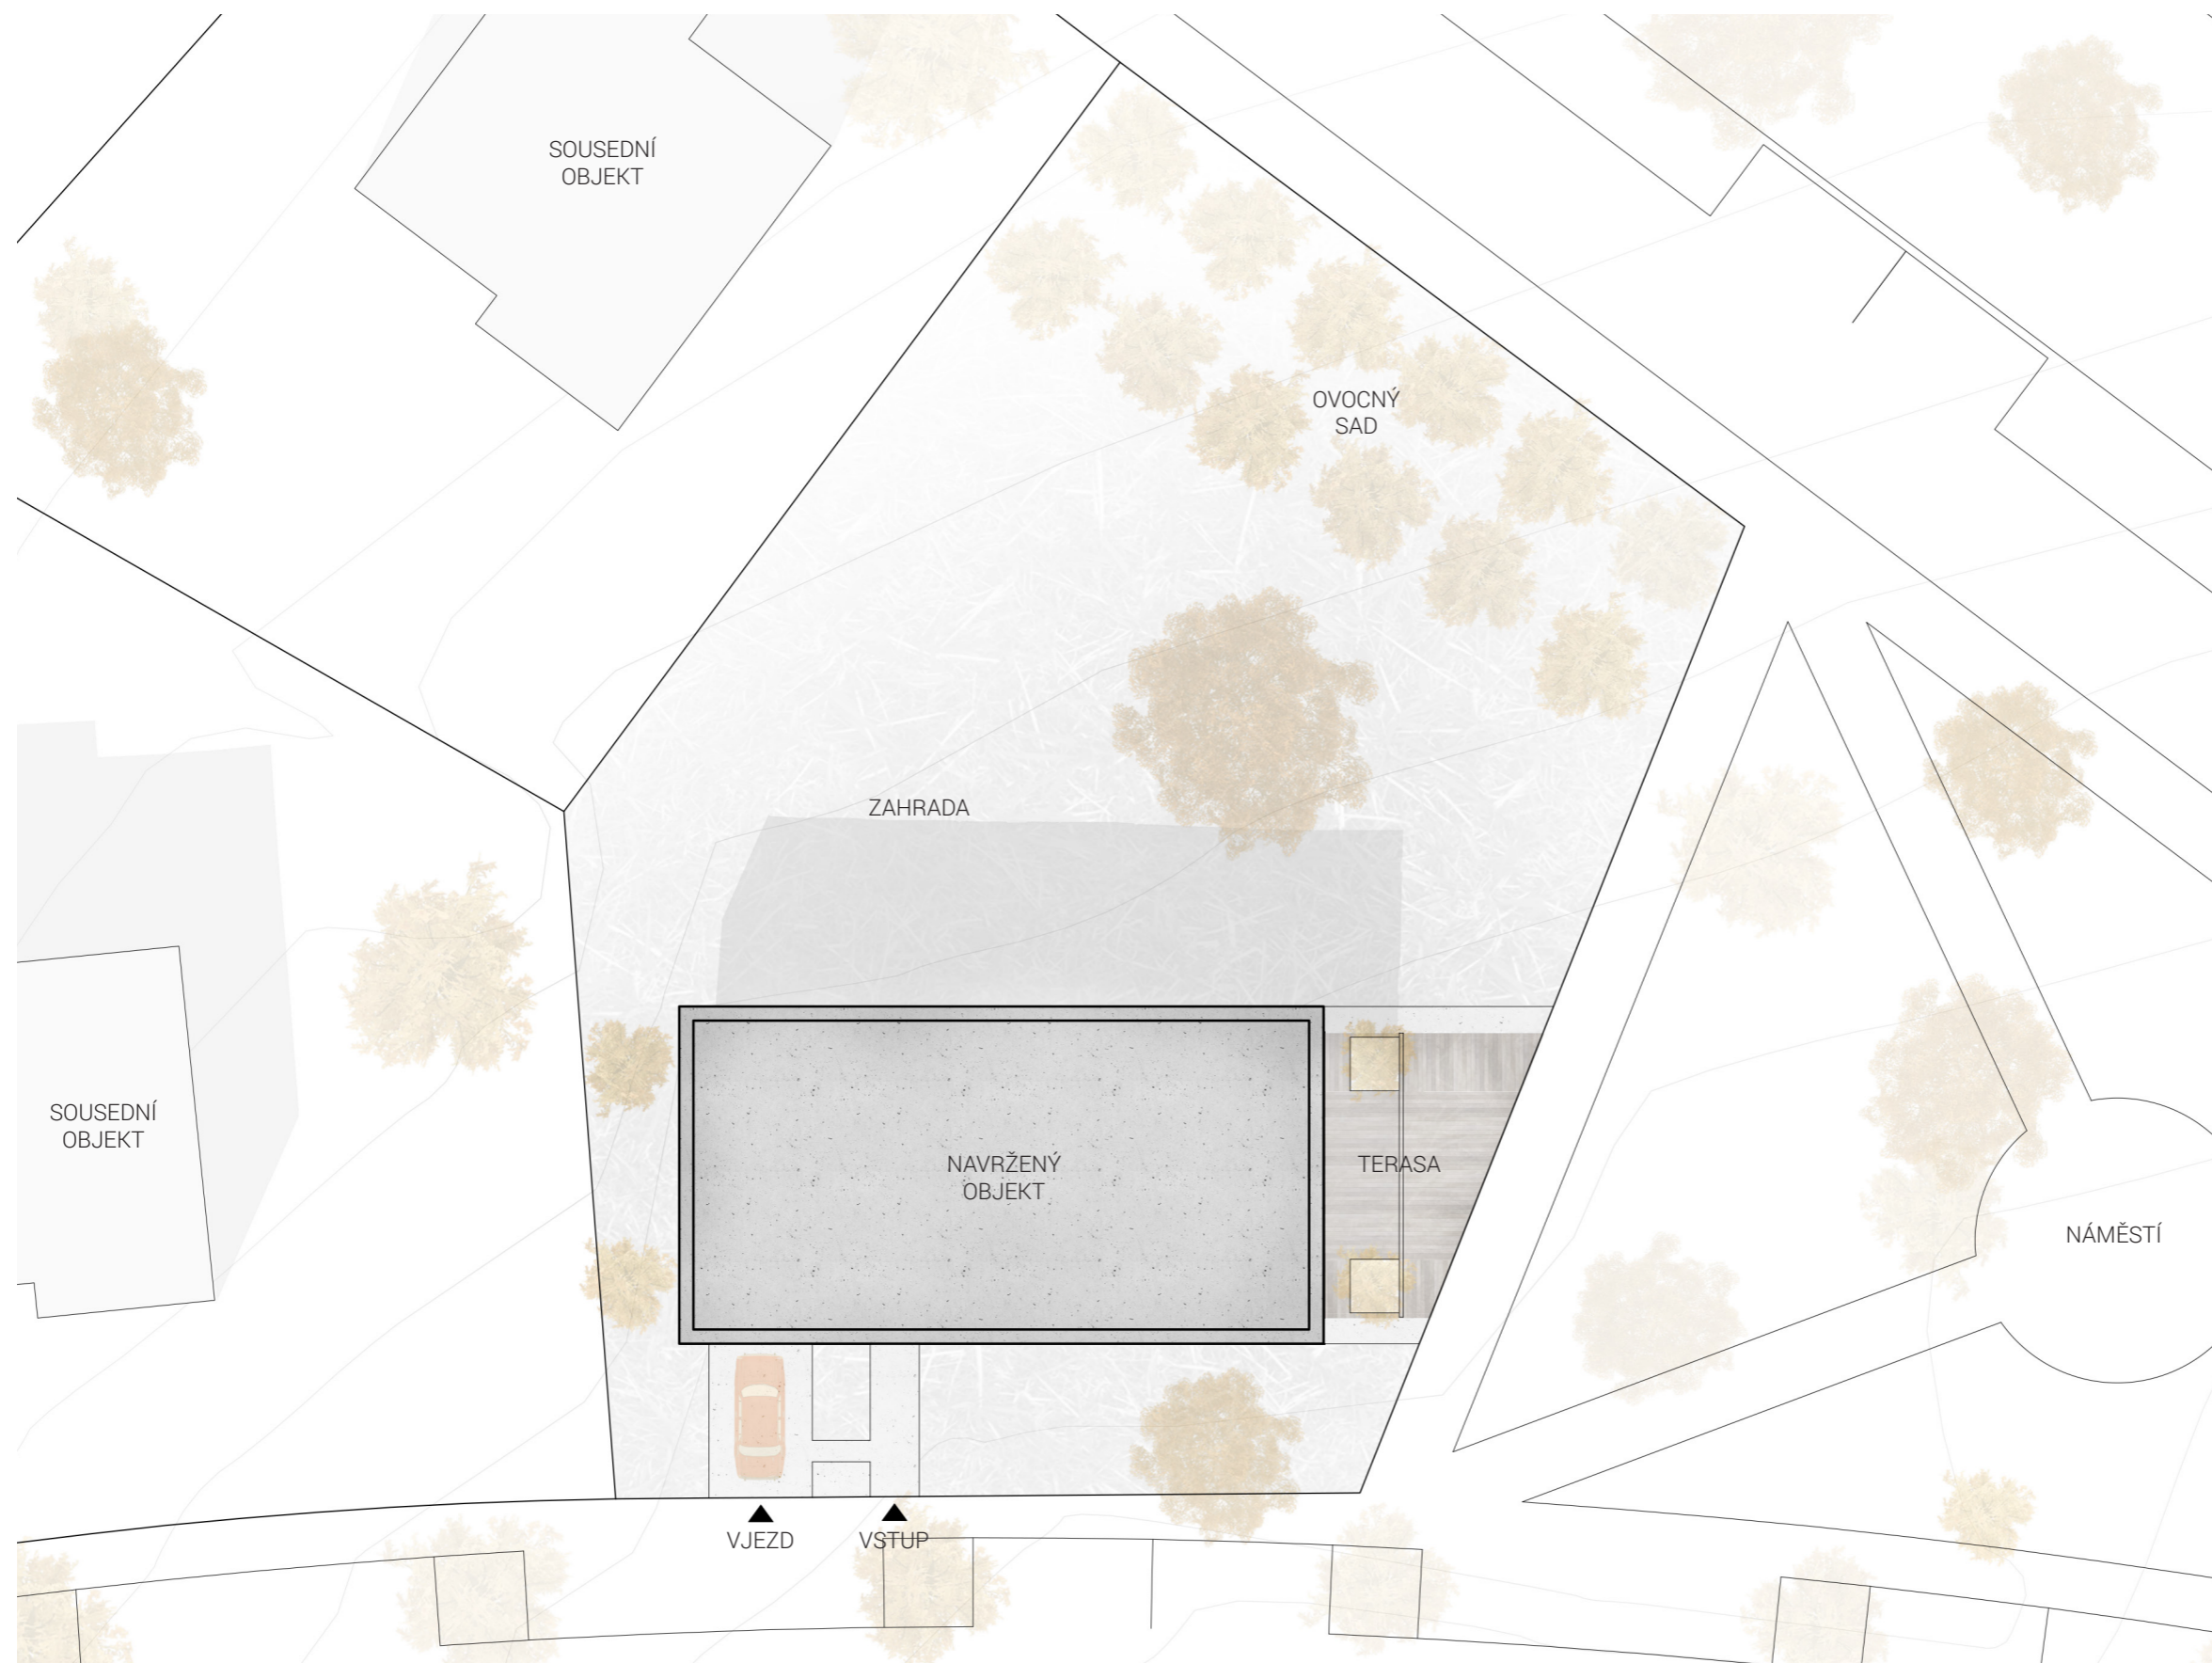 SOUSEDNÍ
OBJEKT
OVOCNÝ
SAD
ZAHRADA
SOUSEDNÍ
OBJEKT
NAVRŽENÝ
OBJEKT
TERASA
NÁMĚSTÍ
VJEZD
VSTUP